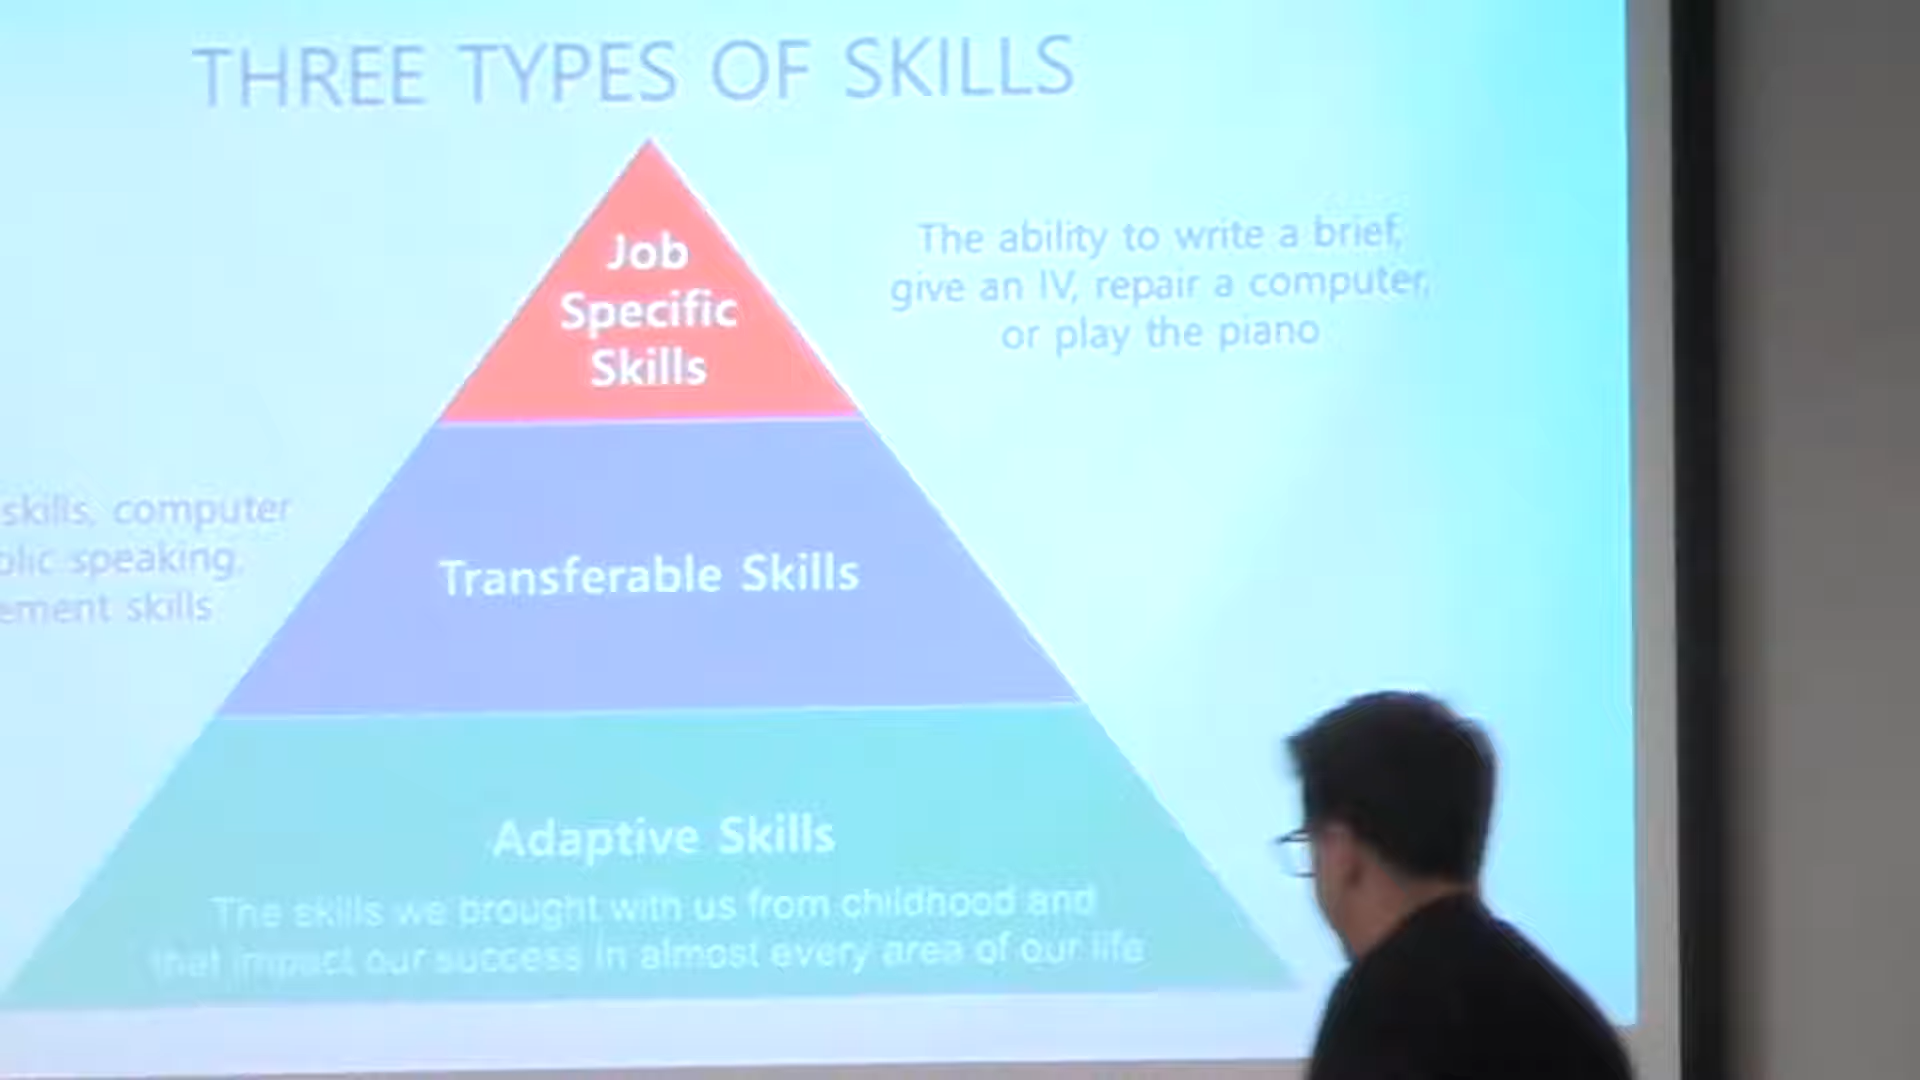 THREE TYPES OF SKILLS
Job
Specific
Skills
The ability to write a brief,
give an IV, repair a computer,
or play the piano
skills, computer
speaking,
skills
Transferable Skills
Adaptive Skills
The skills we brought with us from childhood and
that impact our success in almost every area of our life